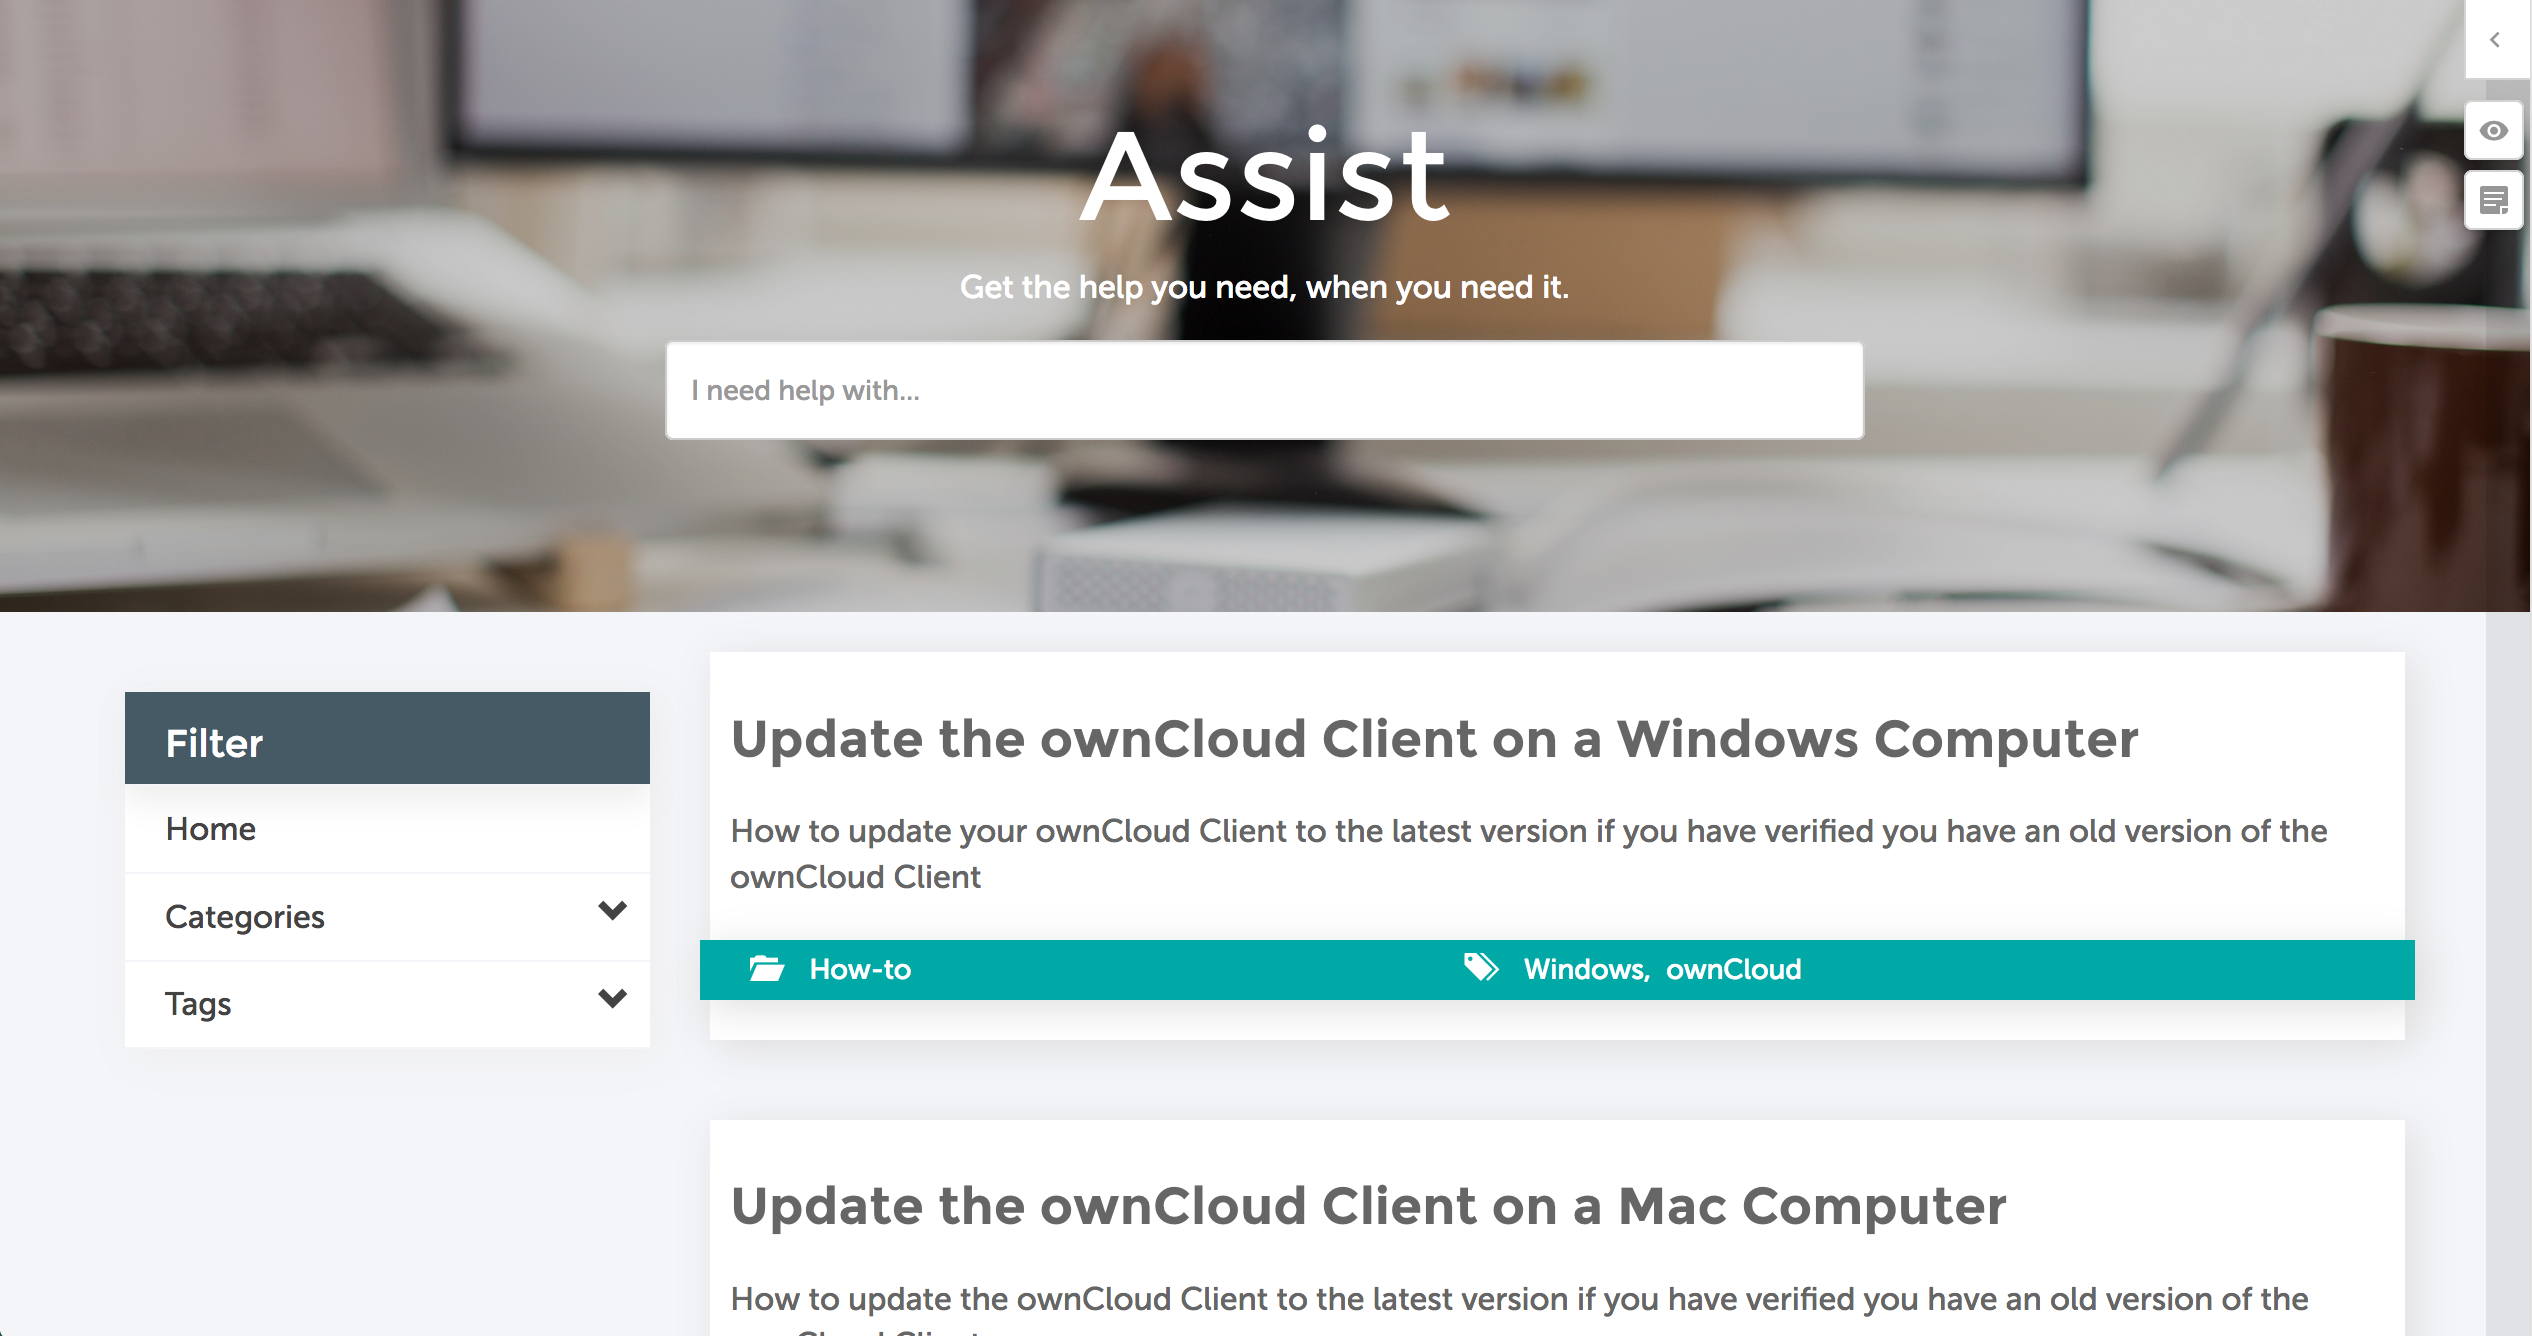 Assist
Get the help you need, when you need it.
I need help with...
Filter
Home
Categories
Tags
Update the ownCloud Client on a Windows Computer
How to update your ownCloud Client to the latest version if you have verified you have an old version of the
ownCloud Client
How-to
Windows, ownCloud
Update the ownCloud Client on a Mac Computer
How to update the ownCloud Client to the latest version if you have verified you have an old version of the